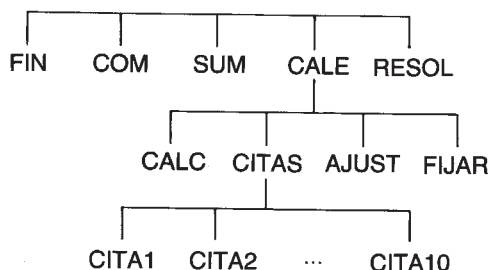 FIN COM SUM CALE RESOL
CALC CITAS AJUST FIJAR
CITA1 CITA2 ... CITA10